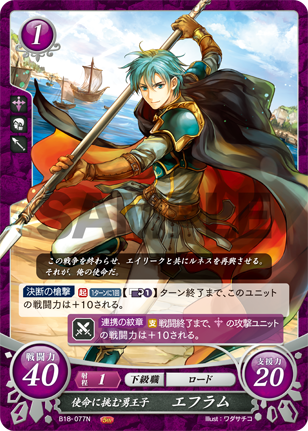 1
SAMPLE
この戦争を終わらせ、エイリークと共にルネスを再興させる。
それが、俺の使命だ。
決断の槍撃 起 1ターンに1回 【1】ターン終了まで、このユニット
の戦闘力は+10される。
連携の紋章 支 戦闘終了まで、の攻撃ユニット
の戦闘力は+10される。
戦闘力
40
射程 1 下級職 ロード
支援力
20
使命に挑む勇王子 エフラム
B18-077N
Illust:ワダサチコ